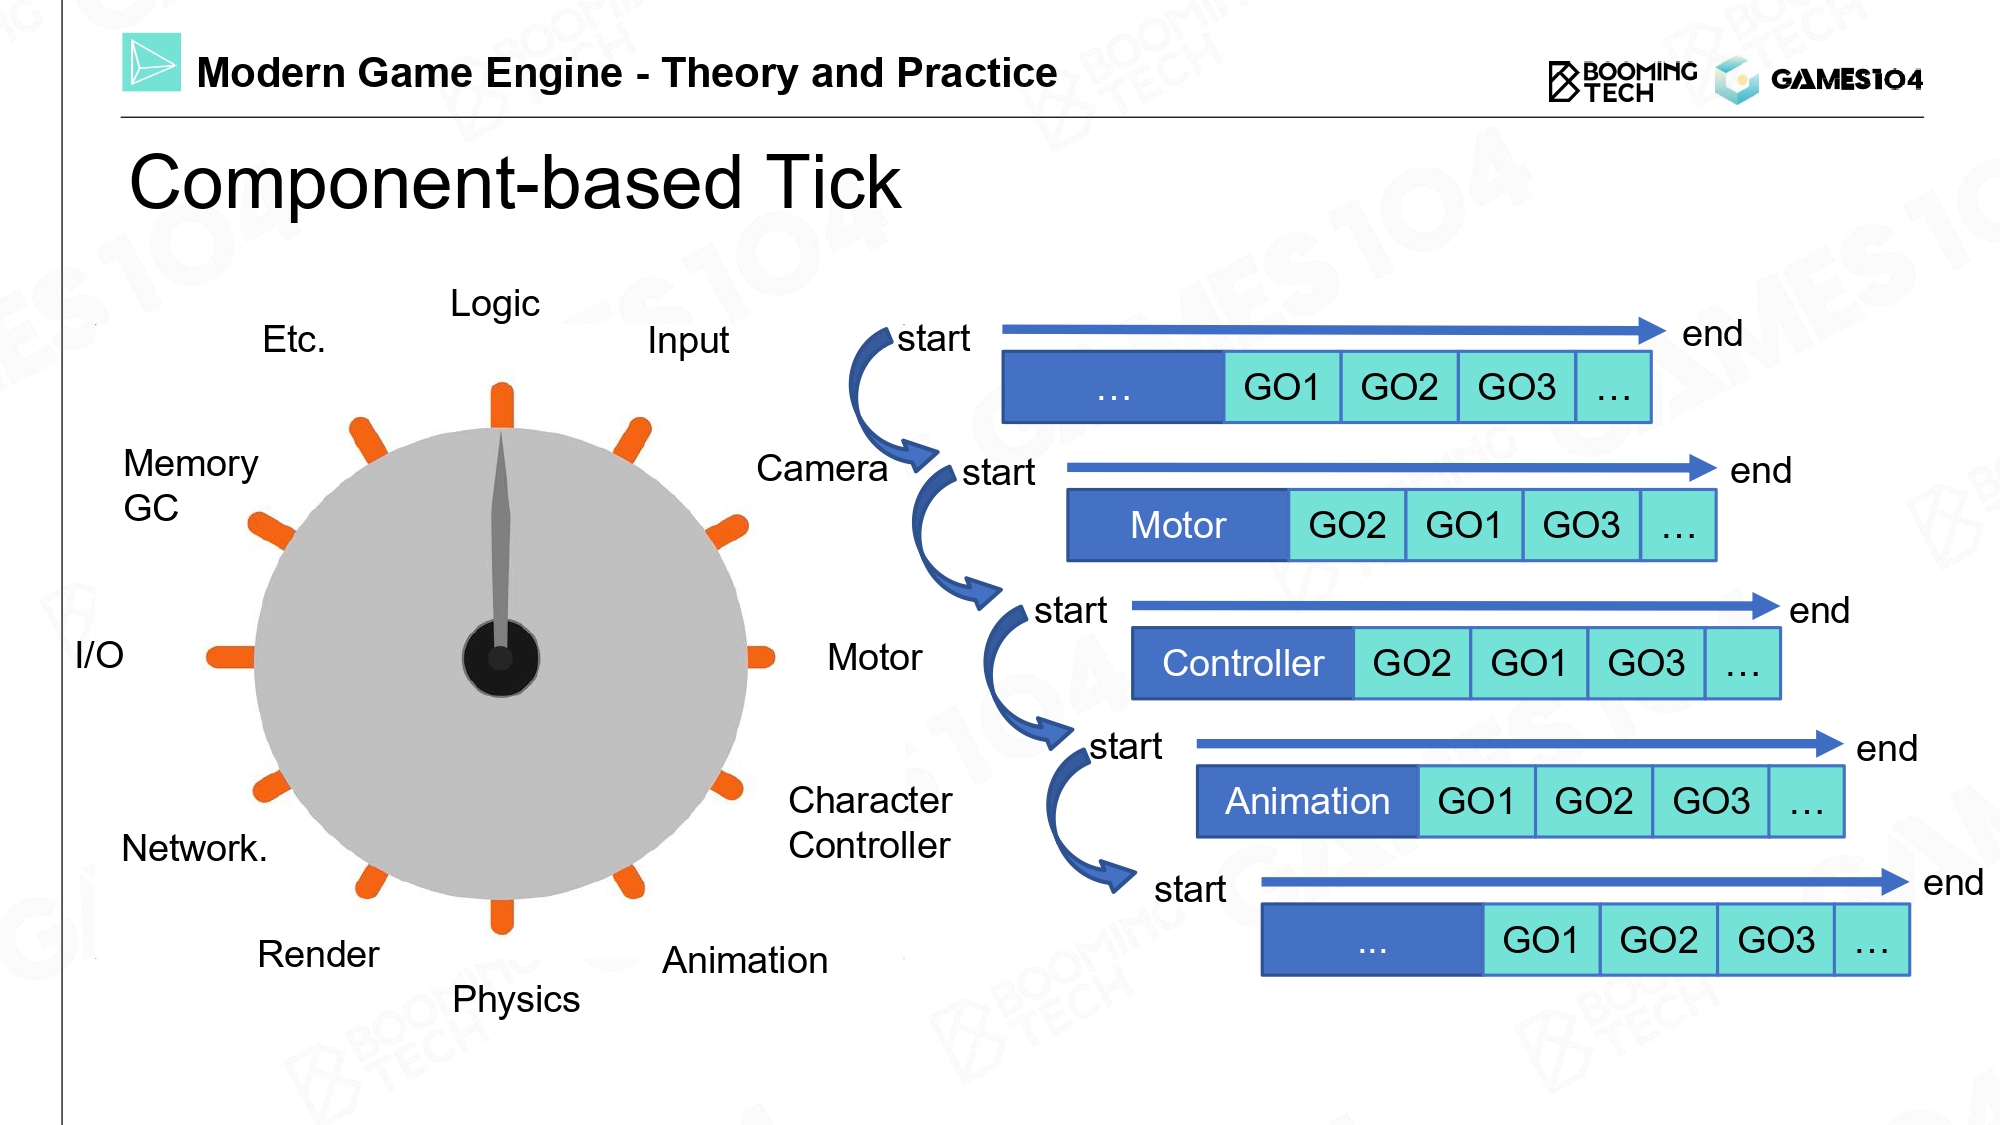 Modern Game Engine - Theory and Practice
BOOMING
TECH
GAMES104
Component-based Tick
Logic
Etc.
Input
Memory
GC
Camera
I/O
Motor
Character
Controller
Network.
Render
Animation
Physics
start
end
… GO1 GO2 GO3 …
start
end
Motor GO2 GO1 GO3 …
start
end
Controller GO2 GO1 GO3 …
start
end
Animation GO1 GO2 GO3 …
start
end
... GO1 GO2 GO3 …